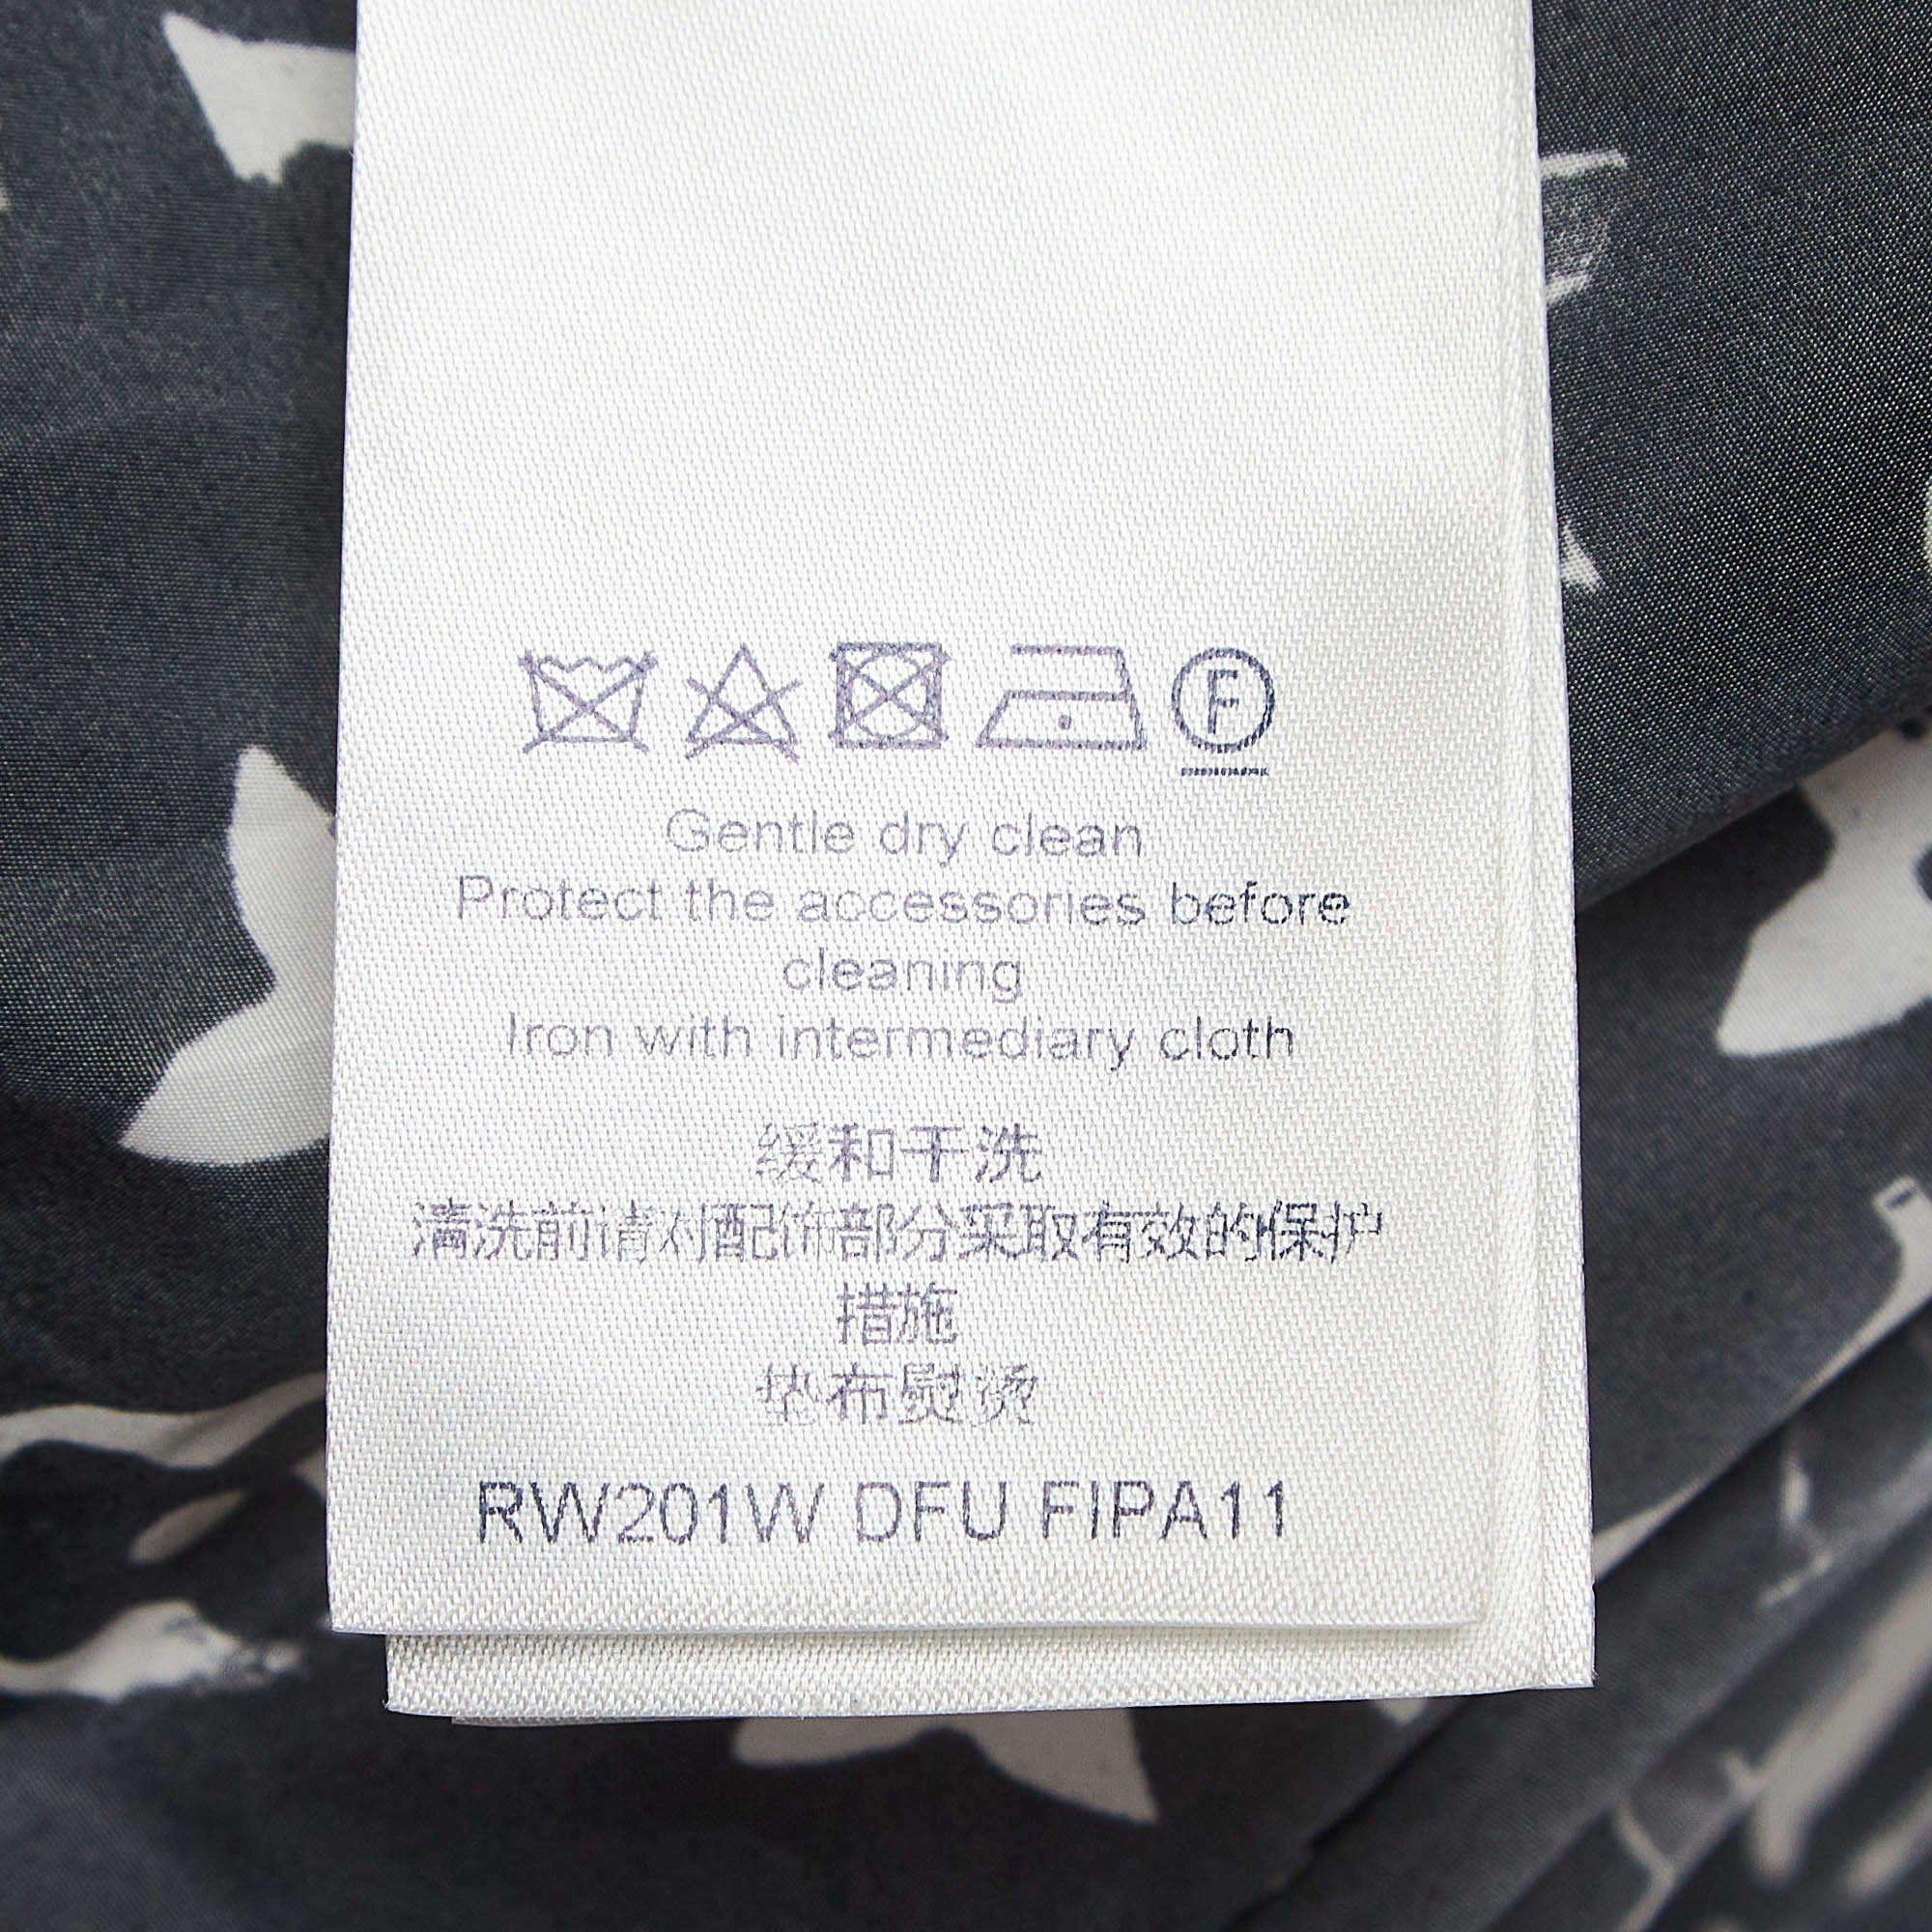 F
Gentle dry clean
Protect the accessories before
cleaning
Iron with intermediary cloth
缓和干洗
清洗前请对配饰部分采取有效的保护
措施
垫布熨烫
RW201W DFU FIPA11